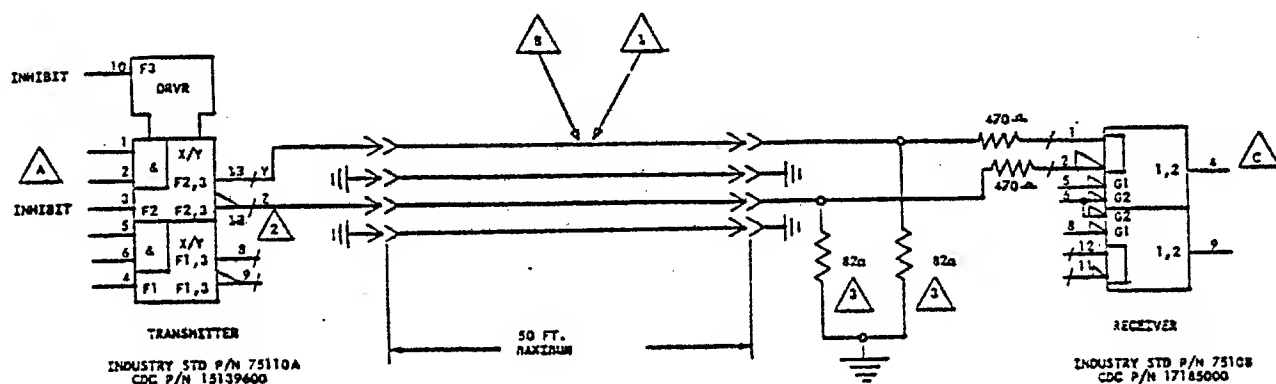 INHIBIT
10
F3
DRVR
A
1
2
&
X/Y
F2,3
13
Y
INHIBIT
3
F2
F2,3
12
Z
2
5
6
&
X/Y
F1,3
8
4
F1
F1,3
9
TRANSMITTER
INDUSTRY STD P/N 75110A
CDC P/N 15139600
B
1
50 FT.
MAXIMUM
470Ω
470Ω
82Ω
3
82Ω
3
1
2
5
6
G1
G2
G2
8
G1
12
11
1,2
4
C
1,2
9
RECEIVER
INDUSTRY STD P/N 75108
CDC P/N 17185000